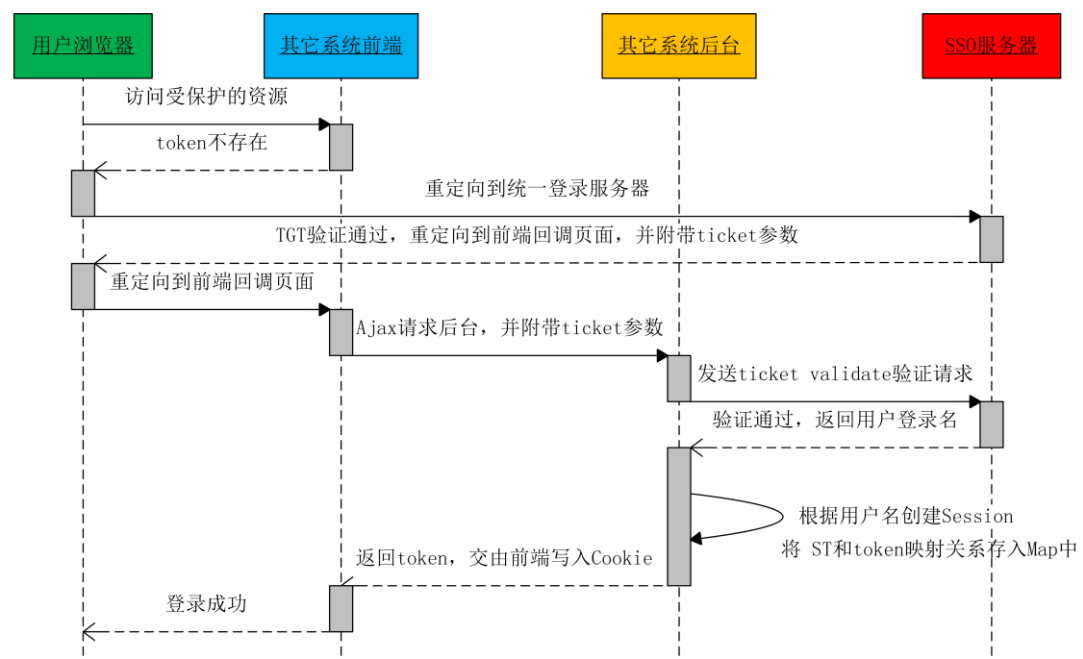 用户浏览器
其它系统前端
其它系统后台
SSO服务器
访问受保护的资源
token不存在
重定向到统一登录服务器
TGT验证通过，重定向到前端回调页面，并附带ticket参数
重定向到前端回调页面
Ajax请求后台，并附带ticket参数
发送ticket validate验证请求
验证通过，返回用户登录名
根据用户名创建Session
将 ST和token映射关系存入Map中
返回token，交由前端写入Cookie
登录成功